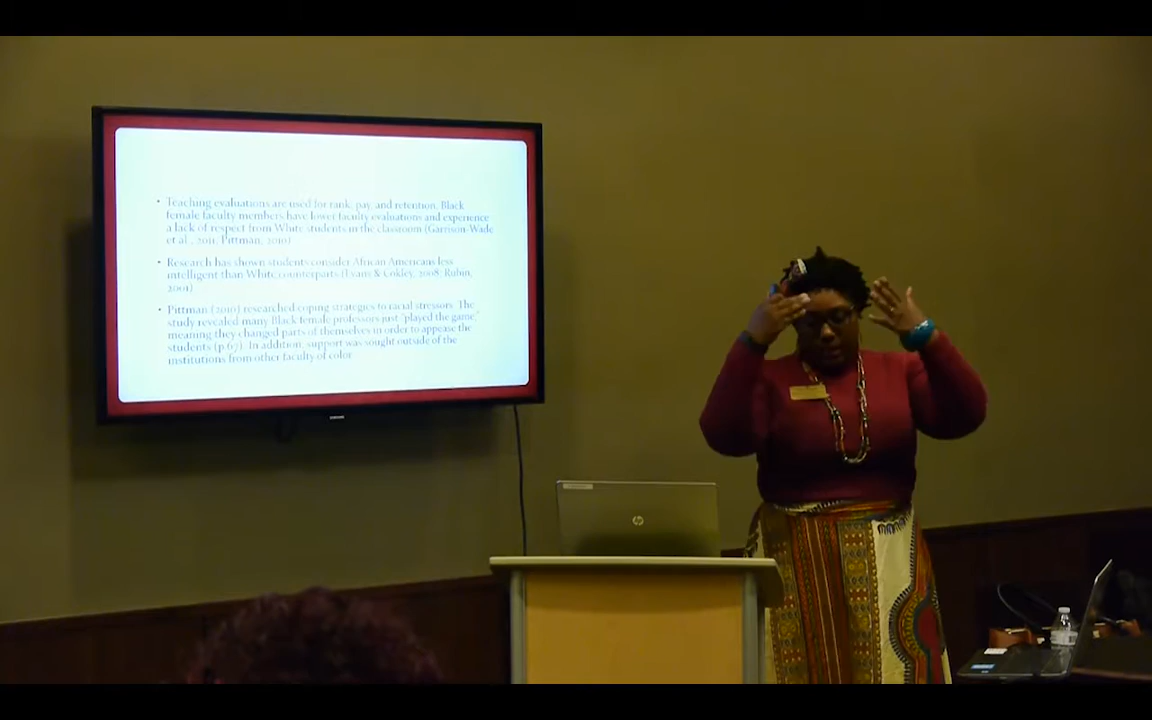 • Teaching evaluations are used for rank, pay, and retention. Black
female faculty members have lower faculty evaluations and experience
a lack of respect from White students in the classroom (Garrison-Wade
et al., 2011, Pittman, 2010)
• Research has shown students consider African Americans less
intelligent than White counterparts (Evans & Cokley, 2008; Rubin,
2001)
• Pittman (2010) researched coping strategies to racial stressors. The
study revealed many Black female professors just "played the game,"
meaning they changed parts of themselves in order to appease the
students (p.67). In addition, support was sought outside of the
institutions from other faculty of color
SAMSUNG
hp